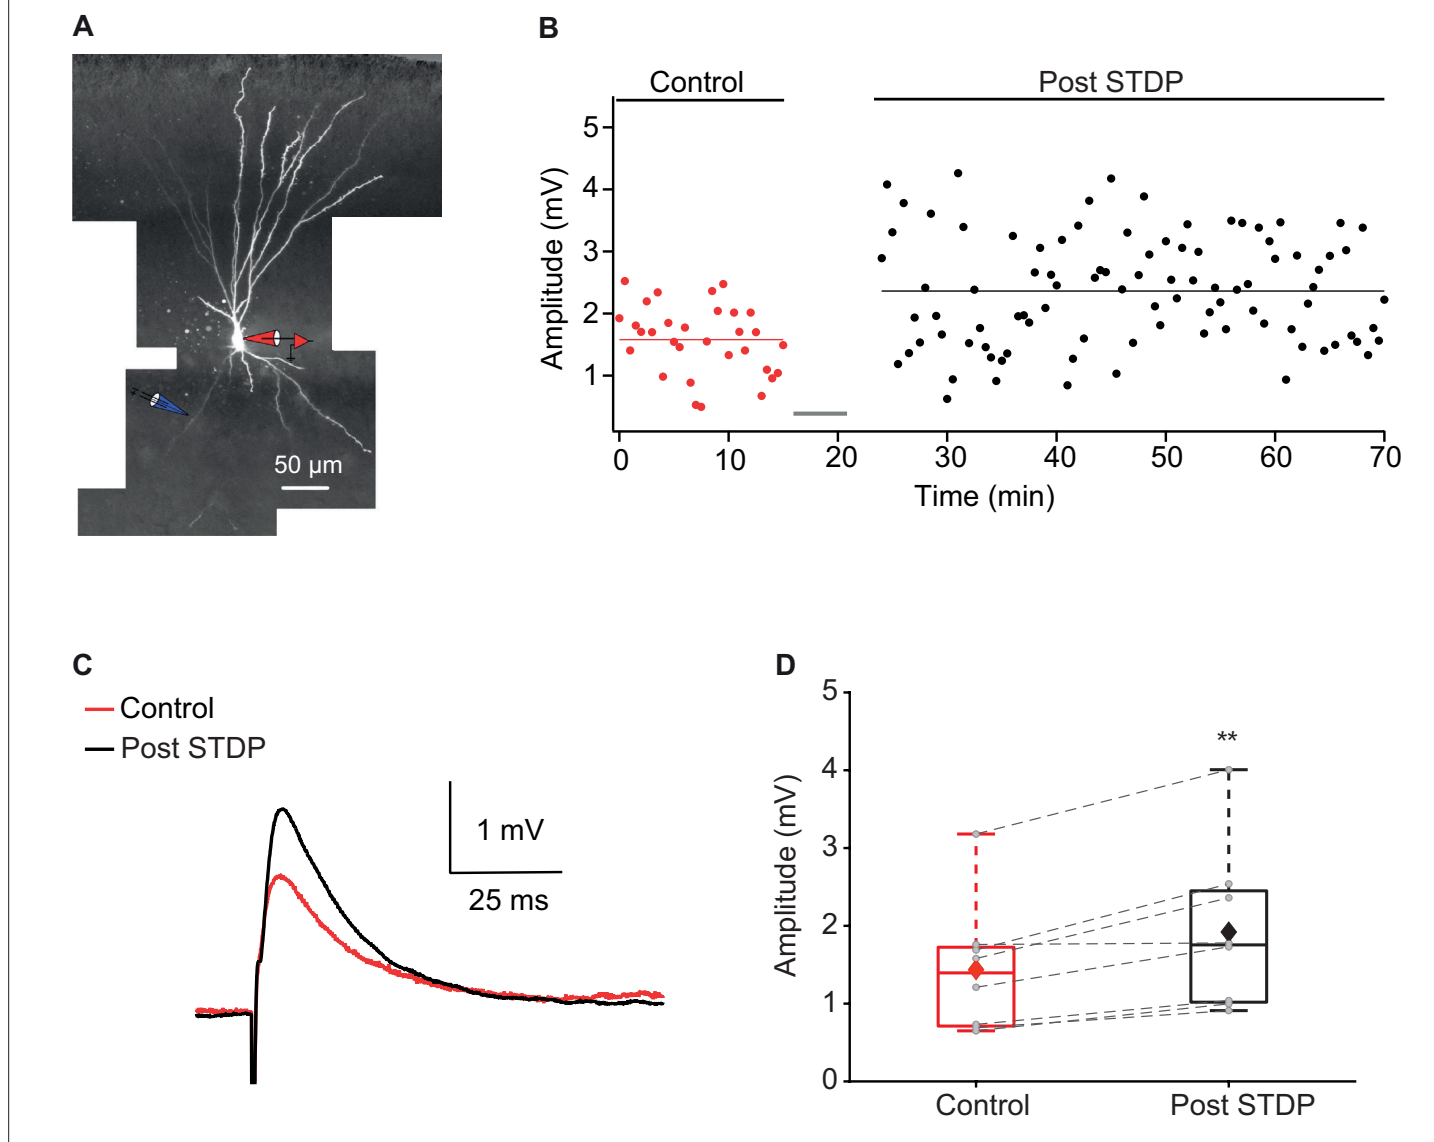 A
50 µm
B
Control
Post STDP
5
4
3
2
1
Amplitude (mV)
0
10
20
30
40
50
60
70
Time (min)
C
Control
Post STDP
1 mV
25 ms
D
5
4
3
2
1
0
Amplitude (mV)
**
Control
Post STDP